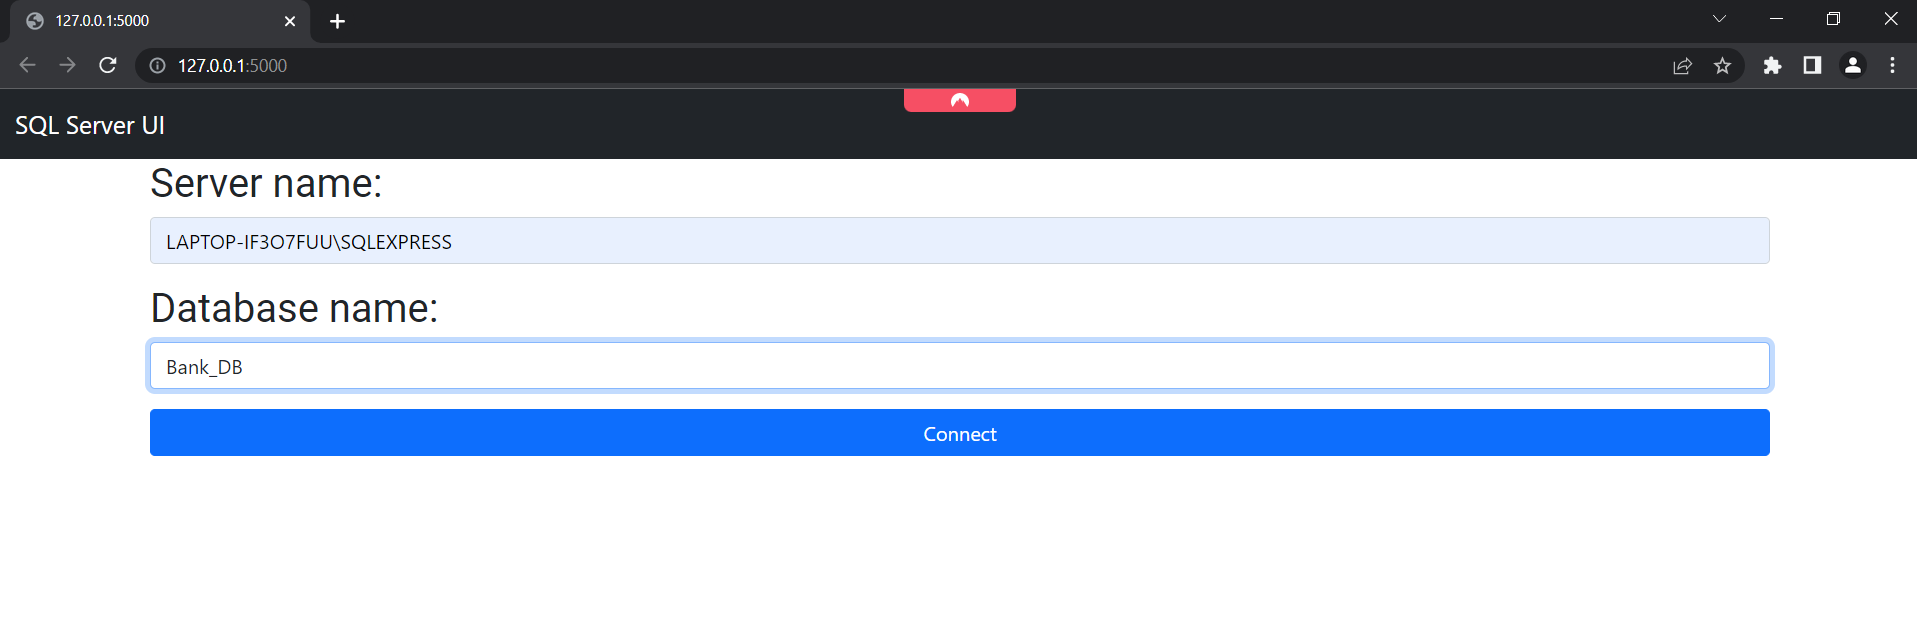 127.0.0.1:5000
127.0.0.1:5000
SQL Server UI
Server name:
LAPTOP-IF3O7FUU\SQLEXPRESS
Database name:
Bank_DB
Connect